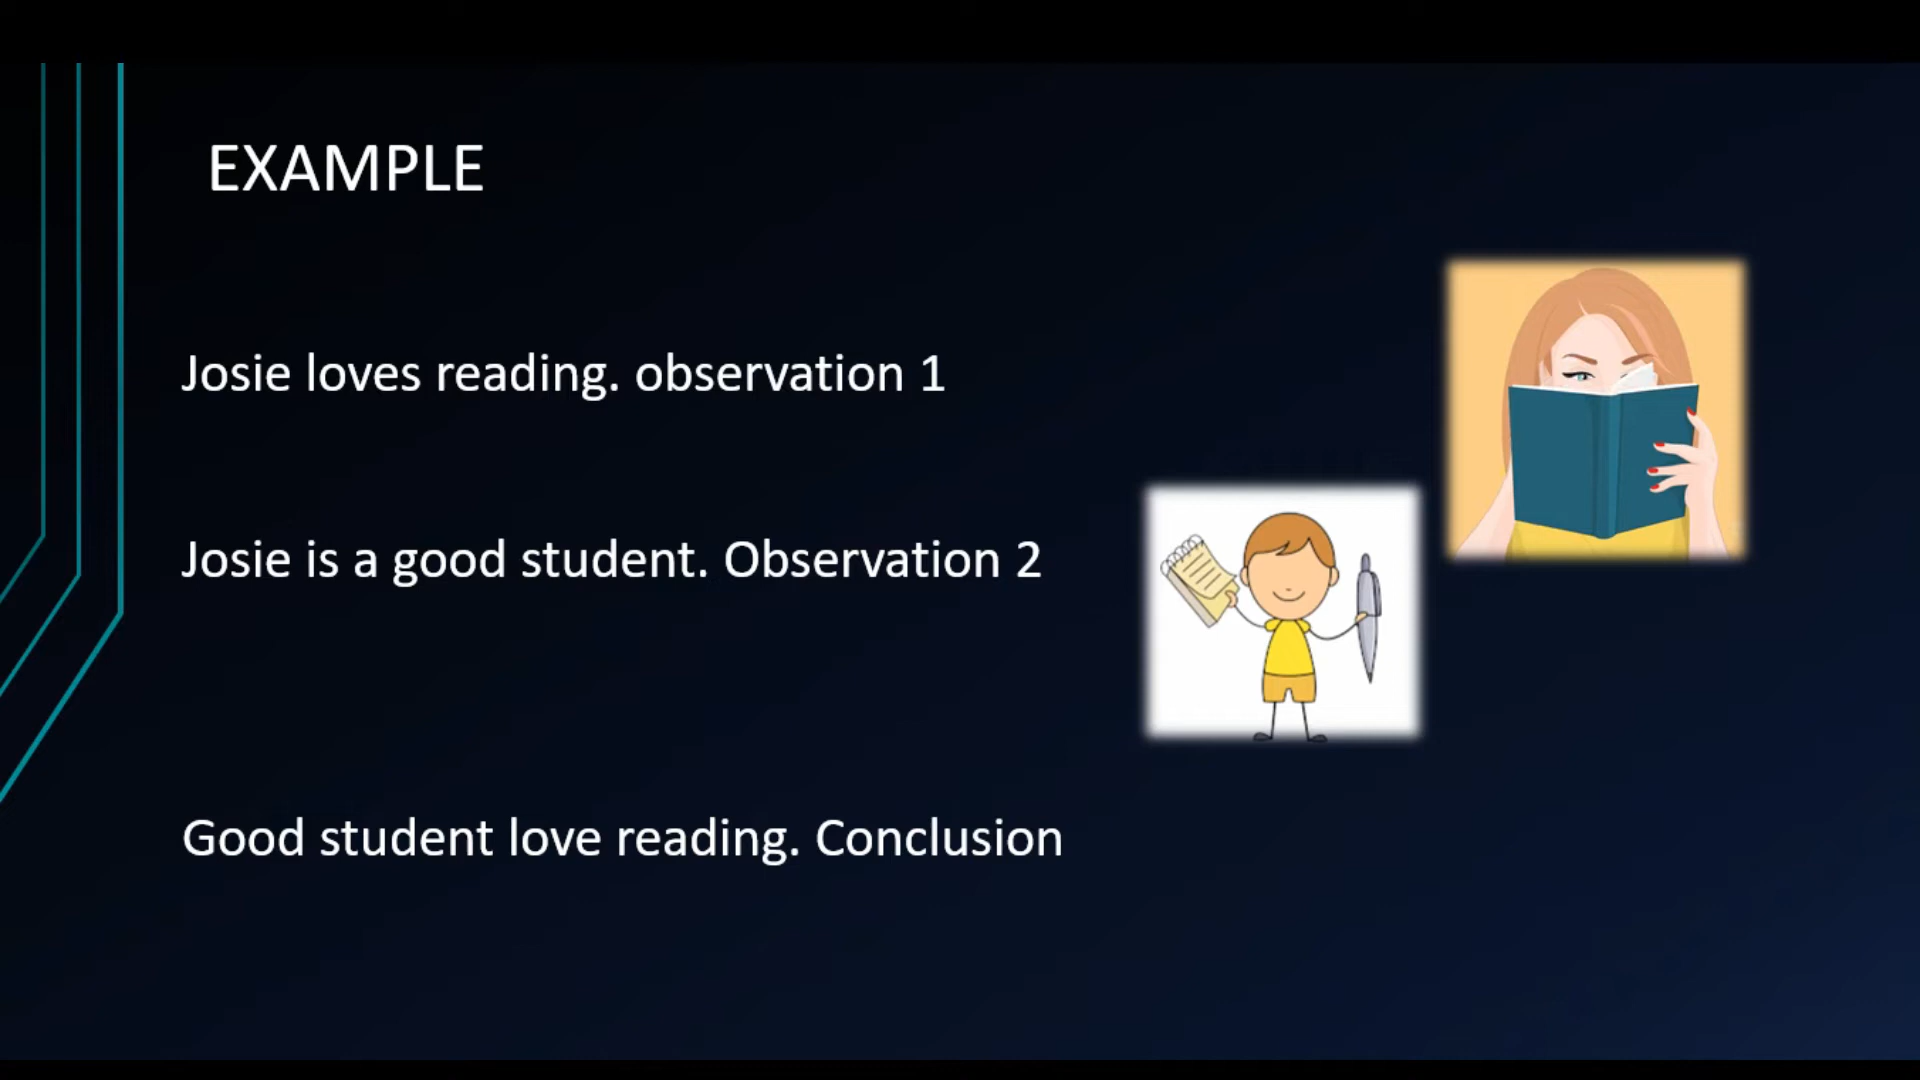 EXAMPLE
Josie loves reading. observation 1
Josie is a good student. Observation 2
Good student love reading. Conclusion